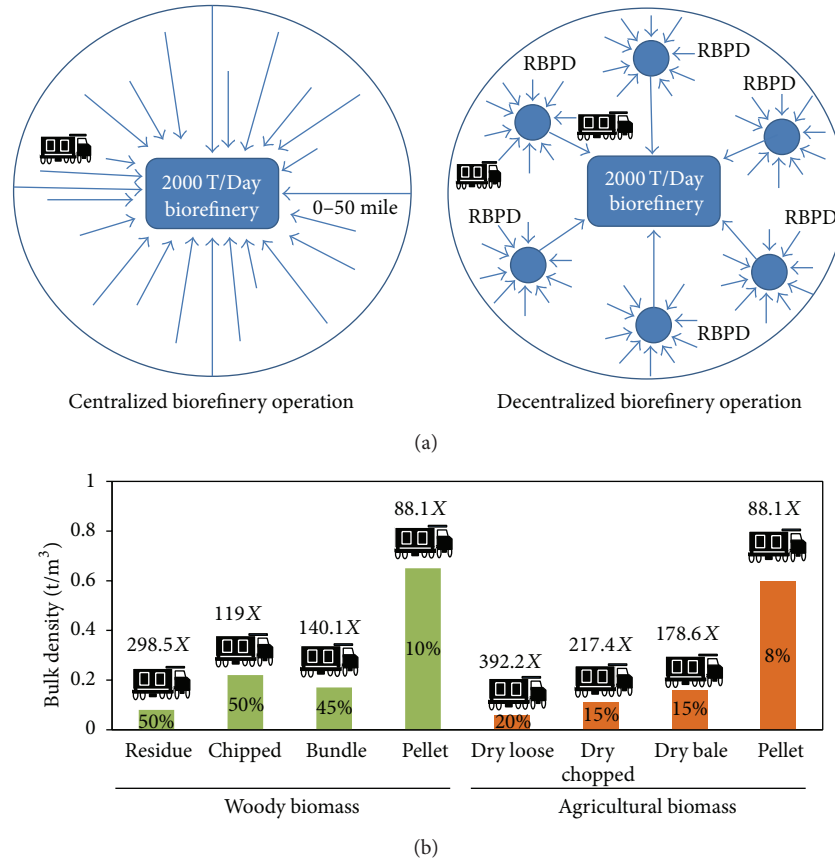 RBPD
RBPD
RBPD
2000 T/Day
biorefinery
0–50 mile
2000 T/Day
biorefinery
RBPD
RBPD
RBPD
Centralized biorefinery operation
Decentralized biorefinery operation
(a)
Bulk density (t/m³)
1
0.8
0.6
0.4
0.2
0
298.5X
119X
140.1X
88.1X
392.2X
217.4X
178.6X
88.1X
50%
50%
45%
10%
20%
15%
15%
8%
Residue
Chipped
Bundle
Pellet
Dry loose
Dry
chopped
Dry bale
Pellet
Woody biomass
Agricultural biomass
(b)